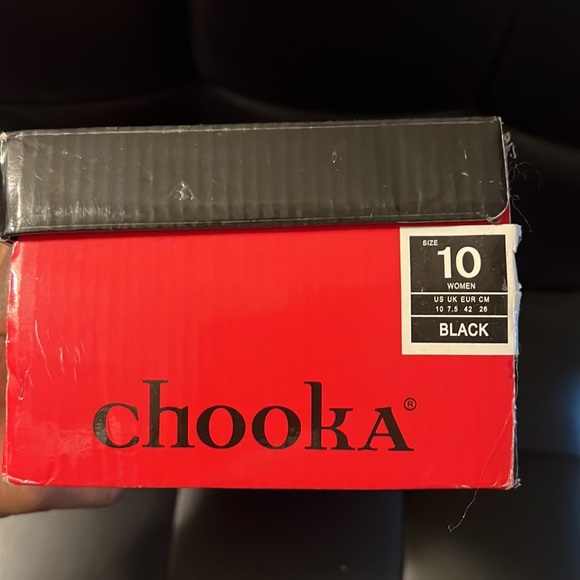 SIZE
10
WOMEN
US UK EUR CM
10 7.5 42 26
BLACK
chookA®